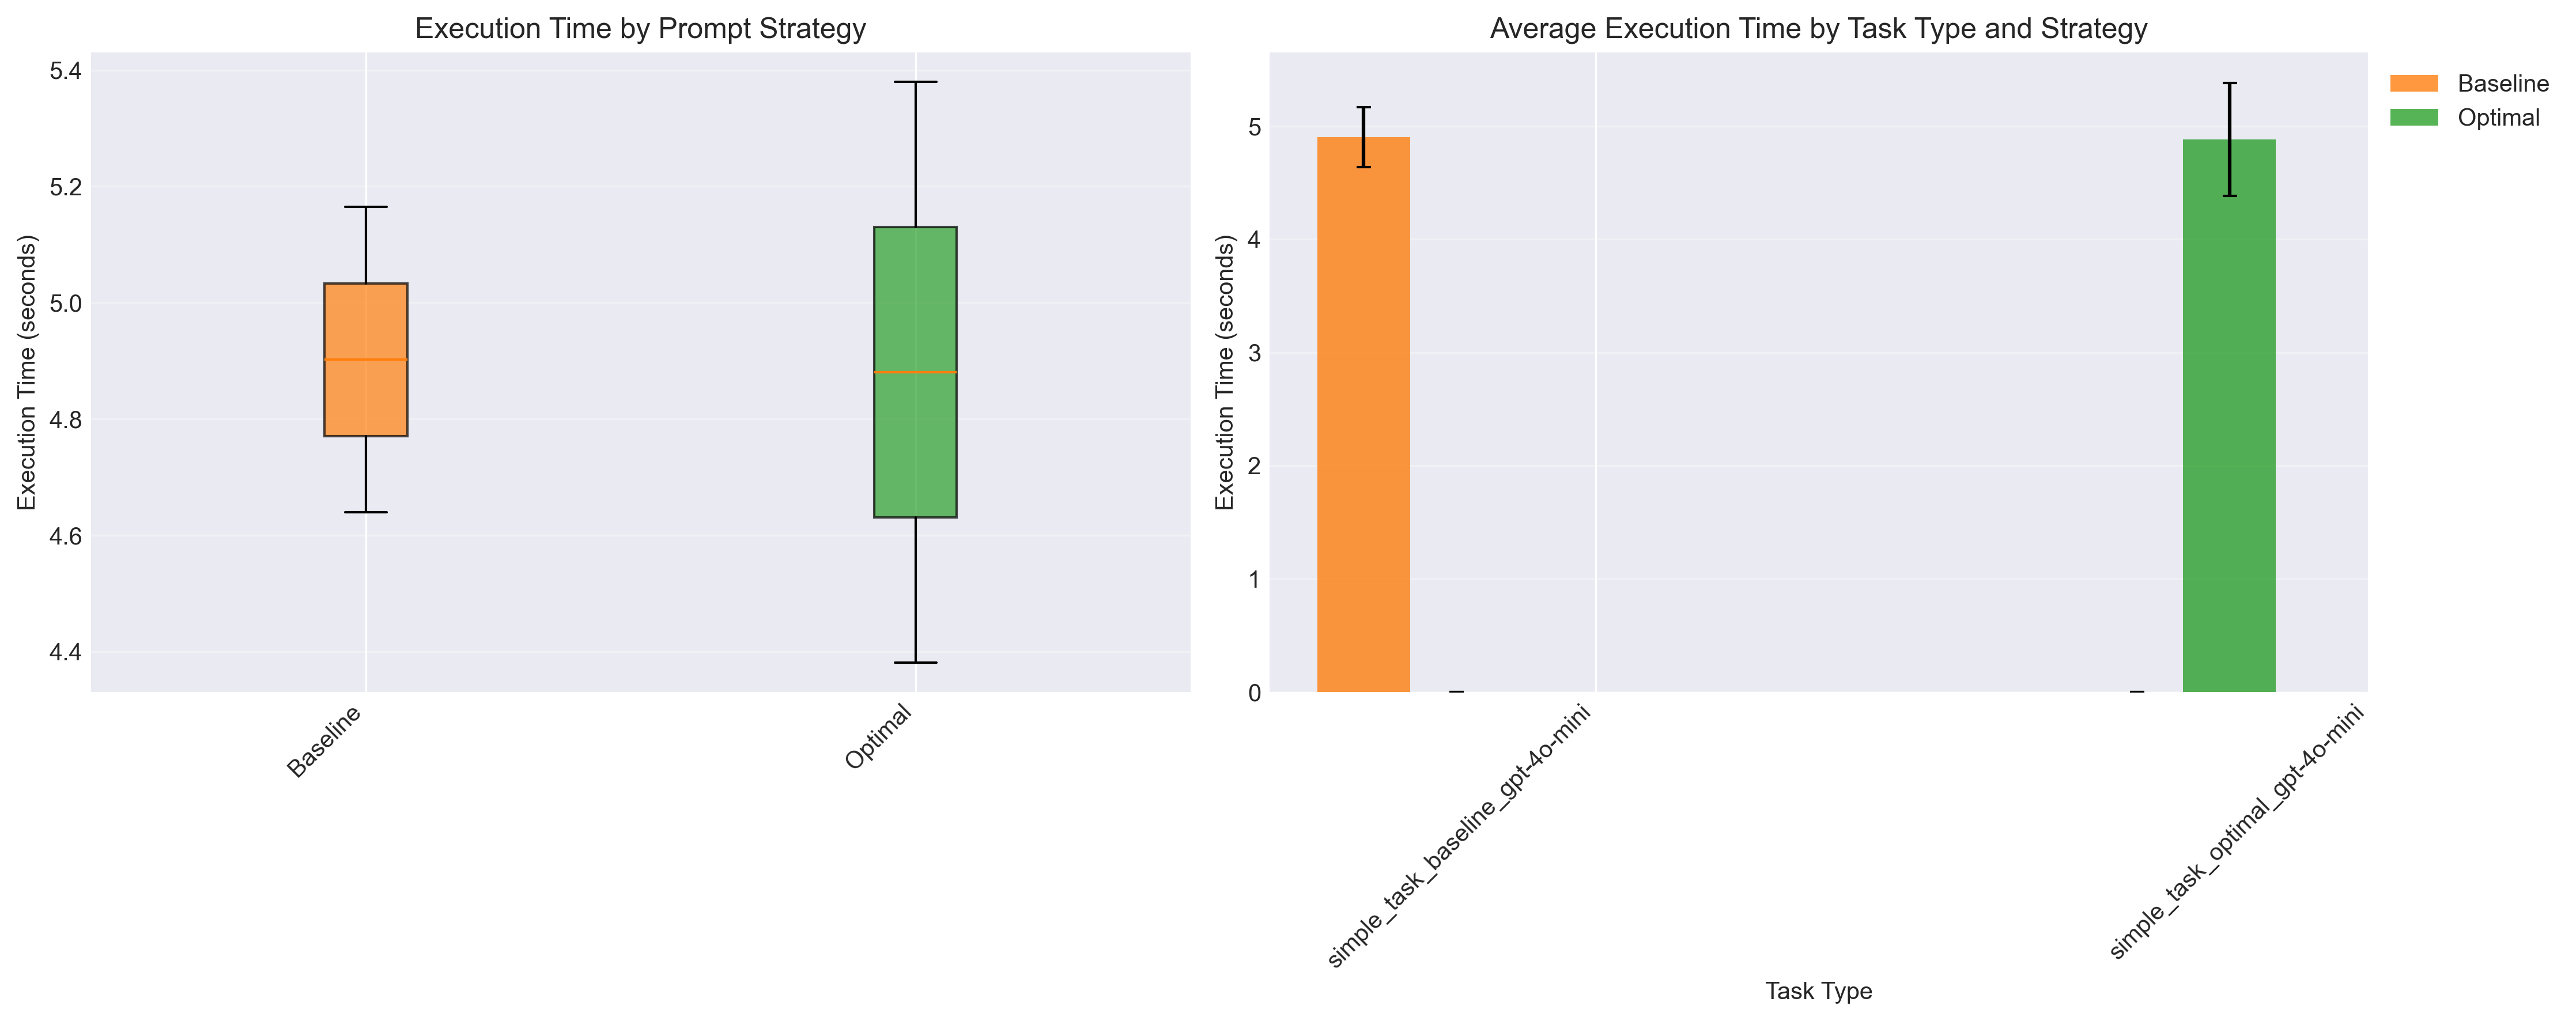 Execution Time by Prompt Strategy
Execution Time (seconds)
5.4
5.2
5.0
4.8
4.6
4.4
Baseline
Optimal
Average Execution Time by Task Type and Strategy
Execution Time (seconds)
5
4
3
2
1
0
simple_task_baseline_gpt-4o-mini
simple_task_optimal_gpt-4o-mini
Task Type
Baseline
Optimal